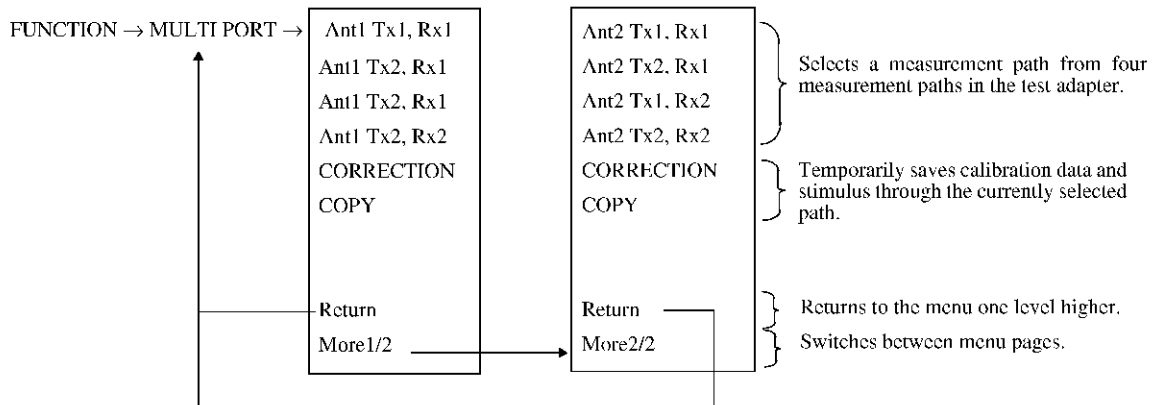 FUNCTION → MULTI PORT →
Ant1 Tx1, Rx1
Ant1 Tx2, Rx1
Ant1 Tx2, Rx1
Ant1 Tx2, Rx2
CORRECTION
COPY
Return
More1/2
Ant2 Tx1, Rx1
Ant2 Tx2, Rx1
Ant2 Tx1, Rx2
Ant2 Tx2, Rx2
CORRECTION
COPY
Return
More2/2
Selects a measurement path from four
measurement paths in the test adapter.
Temporarily saves calibration data and
stimulus through the currently selected
path.
Returns to the menu one level higher.
Switches between menu pages.